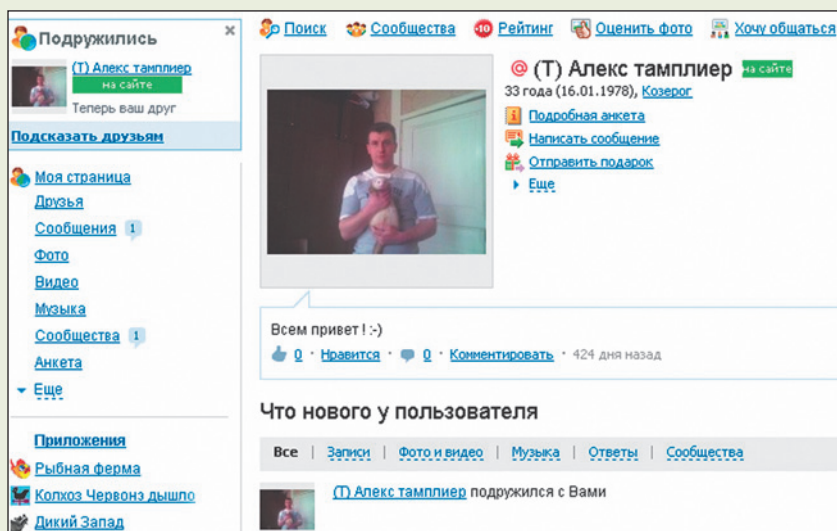 Подружились
(Т) Алекс тамплиер
на сайте
Теперь ваш друг
Подсказать друзьям
Моя страница
Друзья
Сообщения 1
Фото
Видео
Музыка
Сообщества 1
Анкета
Еще
Приложения
Рыбная ферма
Колхоз Червонэ дышло
Дикий Запад
Поиск Сообщества -10 Рейтинг Оценить фото Хочу общаться
@ (Т) Алекс тамплиер на сайте
33 года (16.01.1978), Козерог
Подробная анкета
Написать сообщение
Отправить подарок
Еще
Всем привет ! :-)
0 · Нравится · 0 · Комментировать · 424 дня назад
Что нового у пользователя
Все | Записи | Фото и видео | Музыка | Ответы | Сообщества
(Т) Алекс тамплиер подружился с Вами